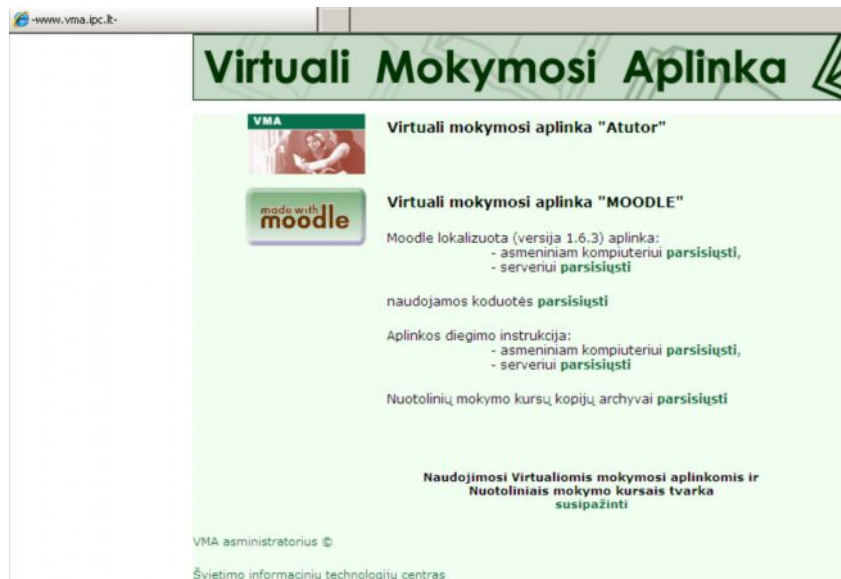 -www.vma.ipc.lt-
Virtuali Mokymosi Aplinka
VMA
Virtuali mokymosi aplinka "Atutor"
made with
moodle
Virtuali mokymosi aplinka "MOODLE"
Moodle lokalizuota (versija 1.6.3) aplinka:
- asmeniniam kompiuteriui parsisiųsti,
- serveriui parsisiųsti
naudojamos koduotės parsisiųsti
Aplinkos diegimo instrukcija:
- asmeniniam kompiuteriui parsisiųsti,
- serveriui parsisiųsti
Nuotolinių mokymo kursų kopijų archyvai parsisiųsti
Naudojimosi Virtualiomis mokymosi aplinkomis ir
Nuotoliniais mokymo kursais tvarka
susipažinti
VMA asministratorius ©
Švietimo informacinių technologijų centras